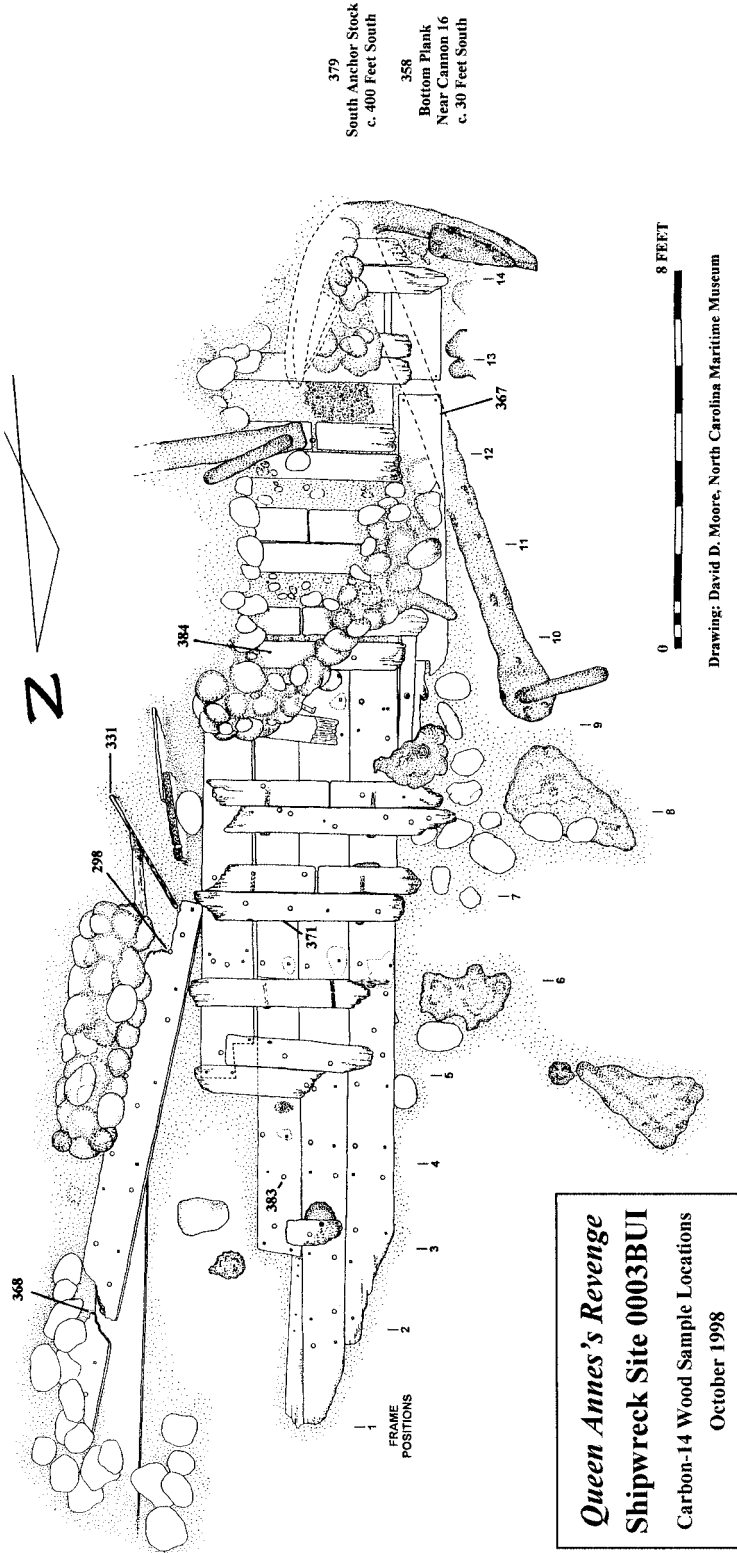 379
South Anchor Stock
c. 400 Feet South
358
Bottom Plank
Near Cannon 16
c. 30 Feet South
N
331
298
368
384
371
383
367
1
2
3
4
5
6
7
8
9
10
11
12
13
14
FRAME
POSITIONS
0
8 FEET
Drawing: David D. Moore, North Carolina Maritime Museum
Queen Annes's Revenge
Shipwreck Site 0003BUI
Carbon-14 Wood Sample Locations
October 1998